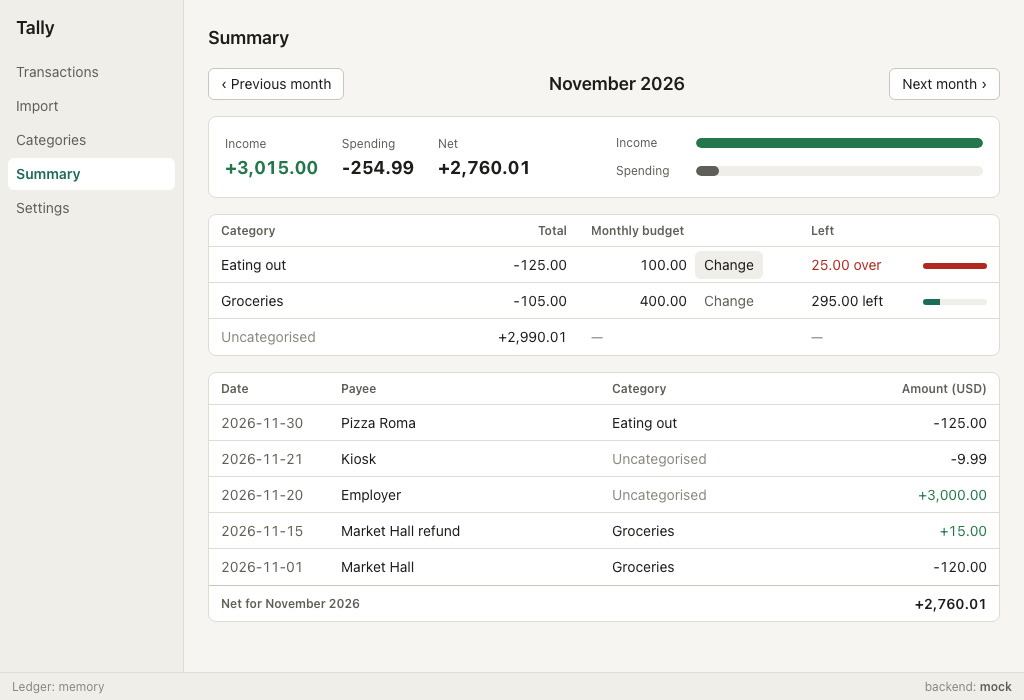 Tally
Transactions
Import
Categories
Summary
Settings
Summary
‹ Previous month
November 2026
Next month ›
Income Spending Net
+3,015.00 -254.99 +2,760.01
Income
Spending
Category Total Monthly budget Left
Eating out -125.00 100.00 Change 25.00 over
Groceries -105.00 400.00 Change 295.00 left
Uncategorised +2,990.01 — —
Date Payee Category Amount (USD)
2026-11-30 Pizza Roma Eating out -125.00
2026-11-21 Kiosk Uncategorised -9.99
2026-11-20 Employer Uncategorised +3,000.00
2026-11-15 Market Hall refund Groceries +15.00
2026-11-01 Market Hall Groceries -120.00
Net for November 2026 +2,760.01
Ledger: memory
backend: mock